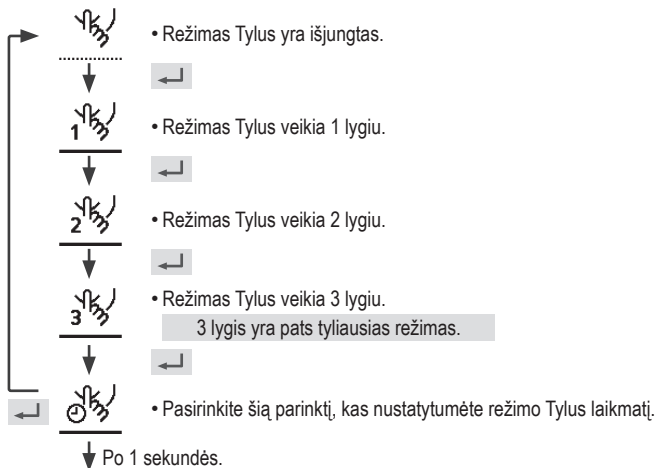 • Režimas Tylus yra išjungtas.
1
• Režimas Tylus veikia 1 lygiu.
2
• Režimas Tylus veikia 2 lygiu.
3
• Režimas Tylus veikia 3 lygiu.
3 lygis yra pats tyliausias režimas.
• Pasirinkite šią parinktį, kas nustatytumėte režimo Tylus laikmatį.
Po 1 sekundės.